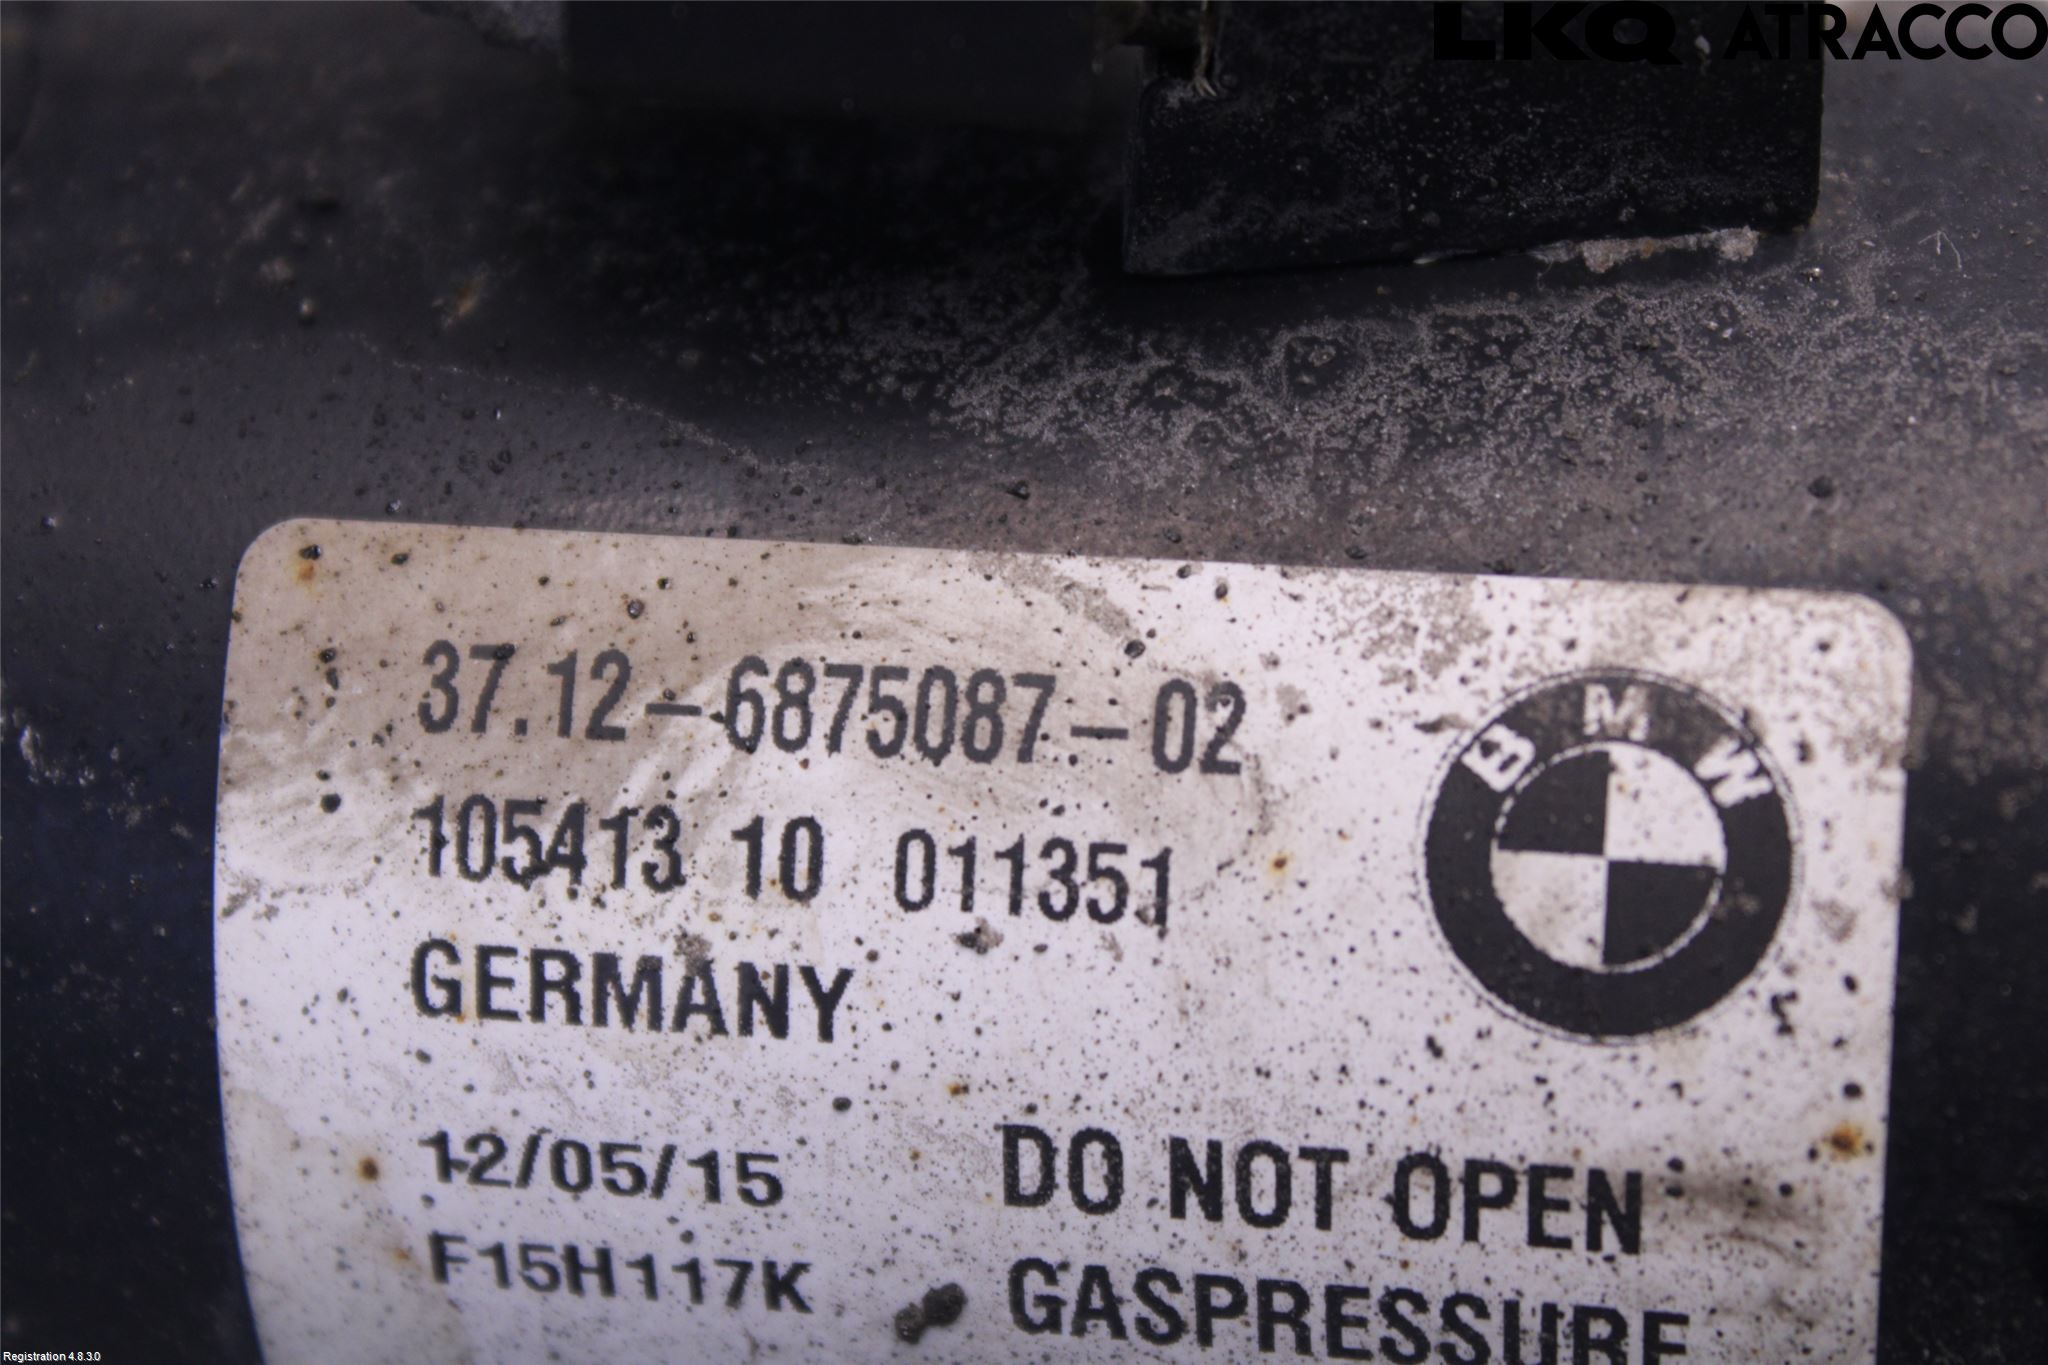 LKQ ATRACCO
37.12-6875087-02
105413 10 011351
BMW
GERMANY
12/05/15
DO NOT OPEN
F15H117K
GASPRESSURE
Registration 4.8.3.0